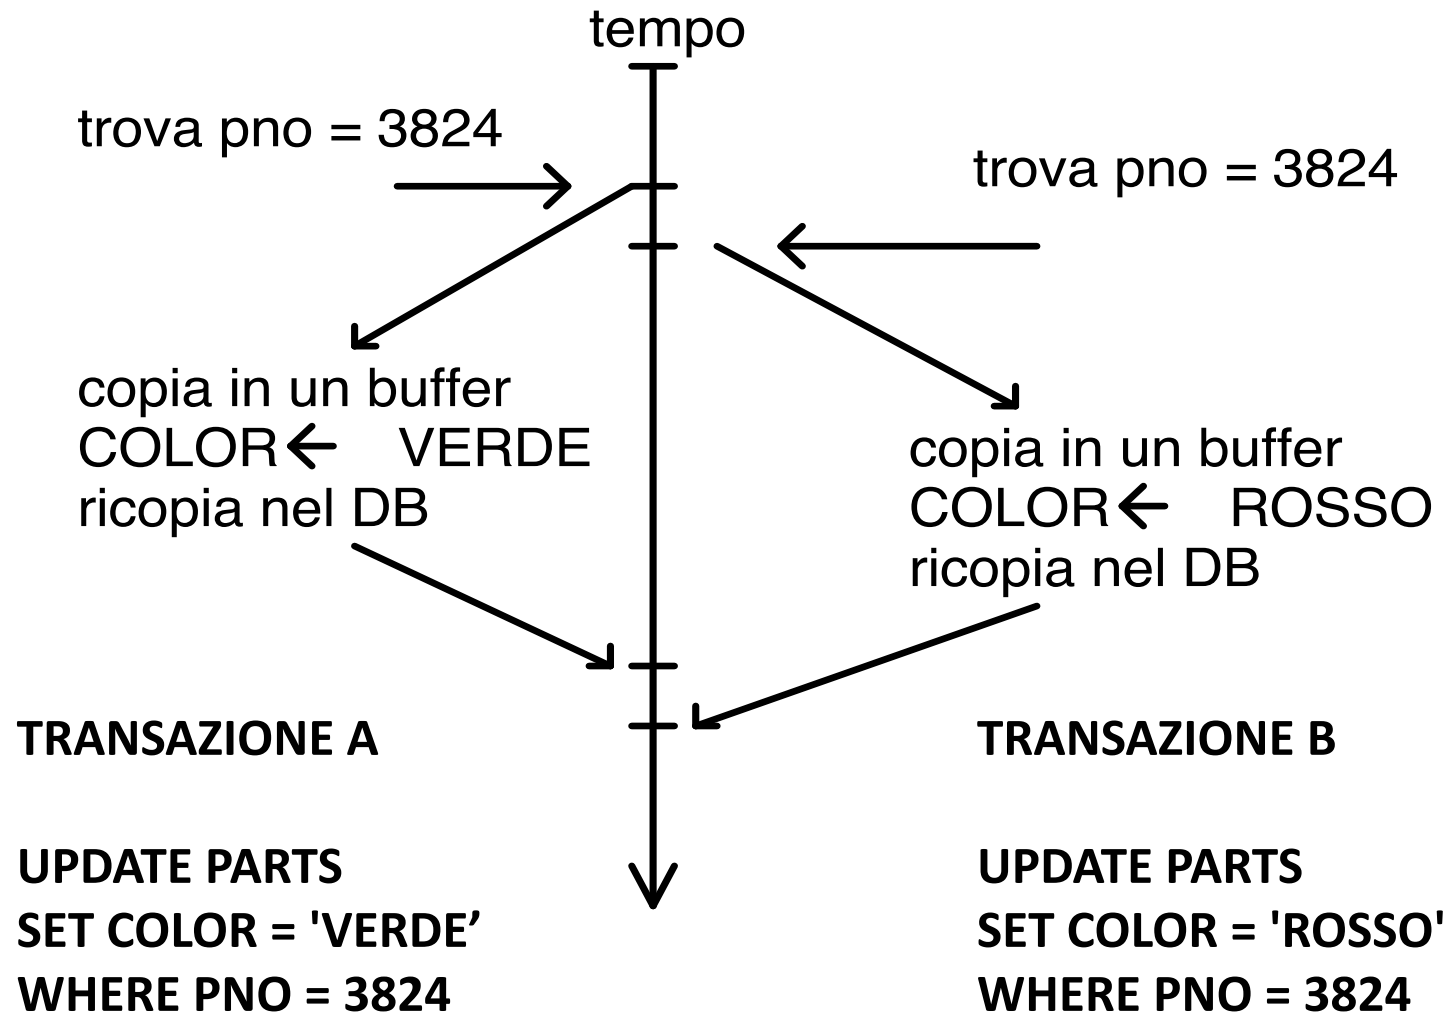 tempo
trova pno = 3824
trova pno = 3824
copia in un buffer
COLOR ← VERDE
ricopia nel DB
copia in un buffer
COLOR ← ROSSO
ricopia nel DB
TRANSAZIONE A
UPDATE PARTS
SET COLOR = 'VERDE’
WHERE PNO = 3824
TRANSAZIONE B
UPDATE PARTS
SET COLOR = 'ROSSO'
WHERE PNO = 3824